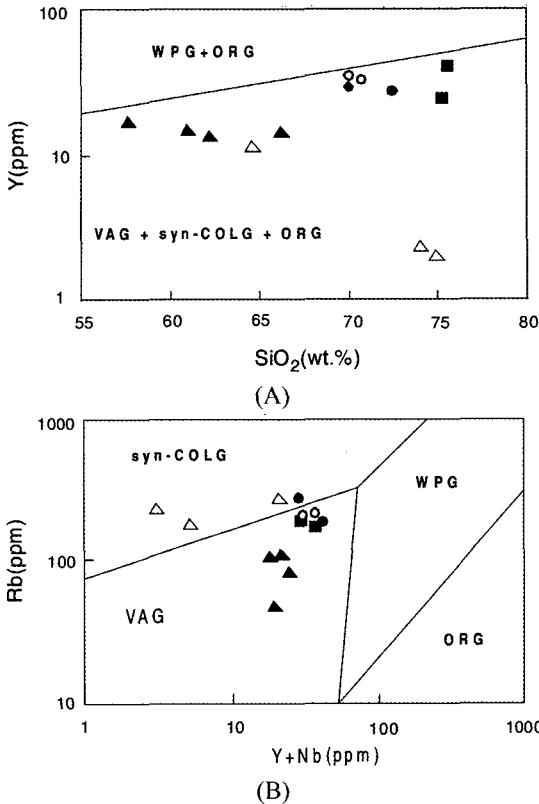 100
WPG+ORG
Y(ppm)
10
VAG + syn-COLG + ORG
1
55 60 65 70 75 80
SiO2(wt.%)
(A)
1000
syn-COLG
WPG
Rb(ppm)
100
VAG
ORG
10
1 10 100 1000
Y+Nb(ppm)
(B)